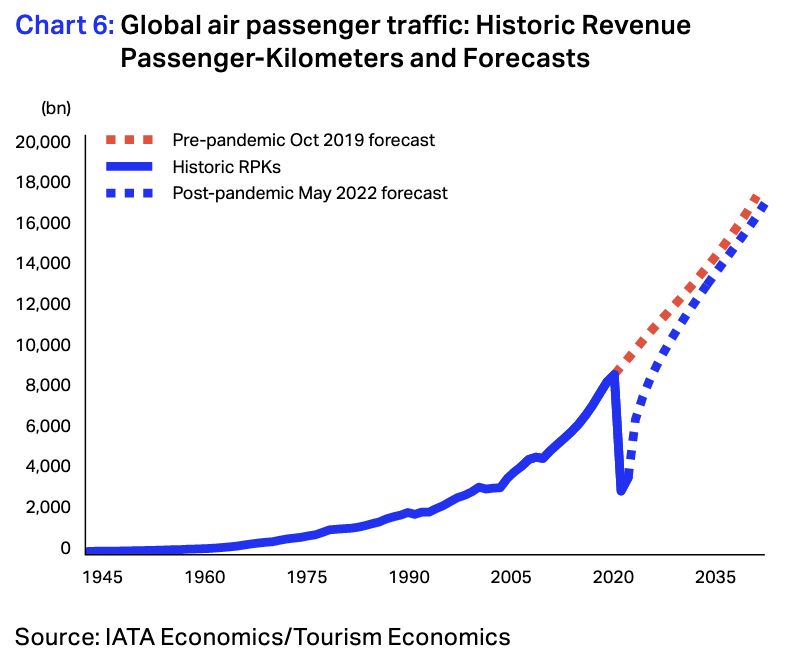 Chart 6: Global air passenger traffic: Historic Revenue
Passenger-Kilometers and Forecasts
(bn)
20,000
18,000
16,000
14,000
12,000
10,000
8,000
6,000
4,000
2,000
0
Pre-pandemic Oct 2019 forecast
Historic RPKs
Post-pandemic May 2022 forecast
1945 1960 1975 1990 2005 2020 2035
Source: IATA Economics/Tourism Economics